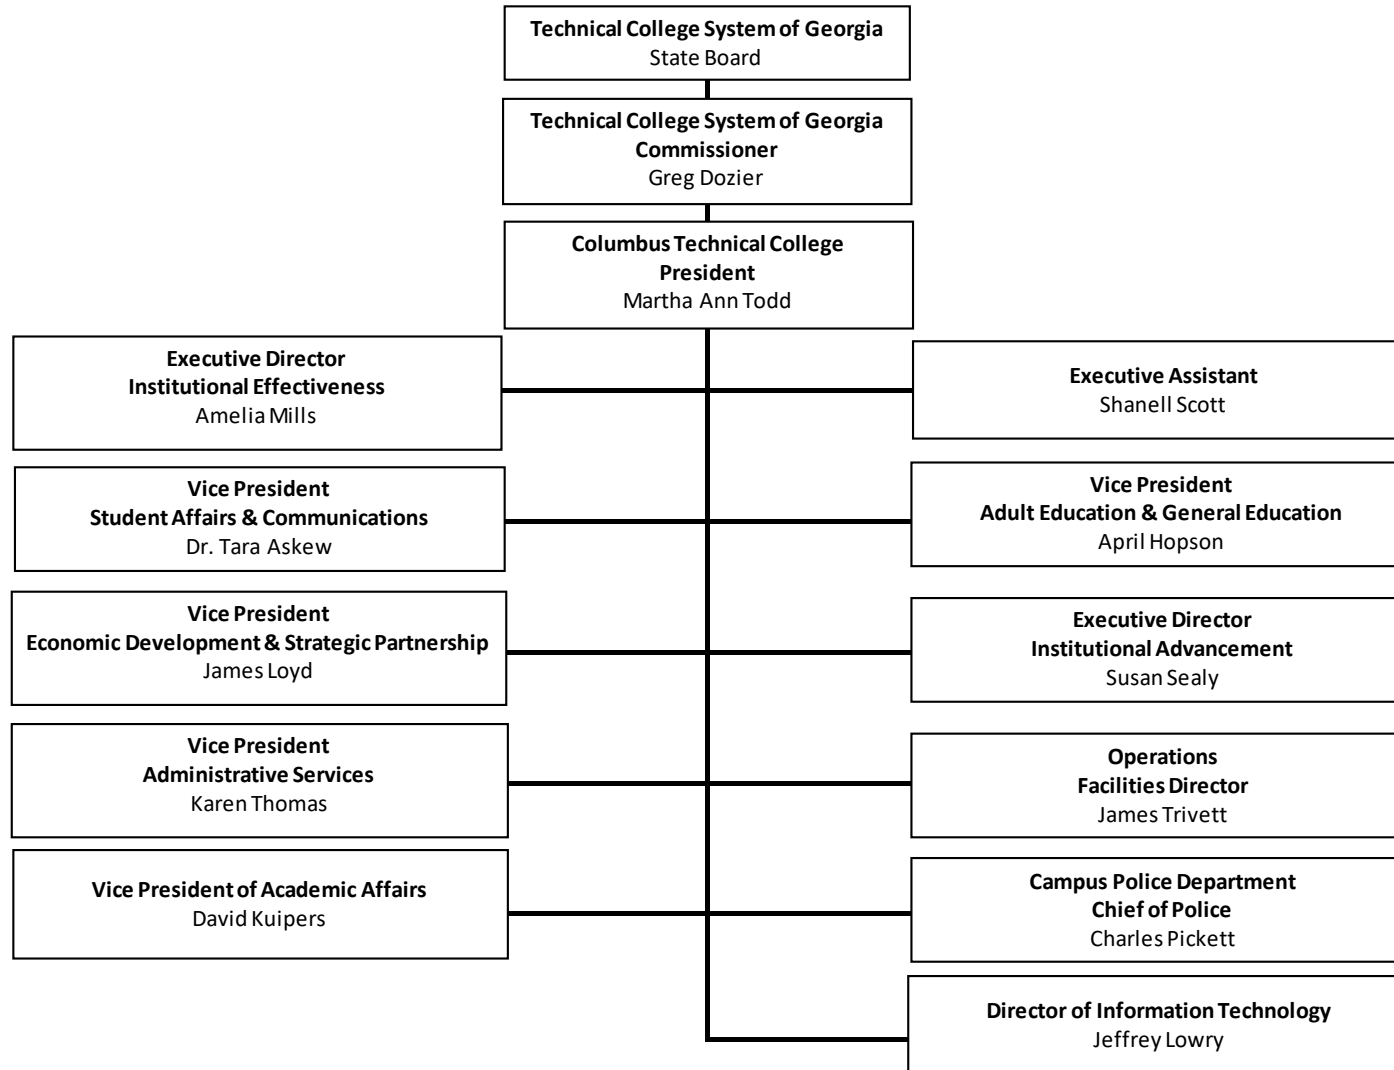 Technical College System of Georgia
State Board
Technical College System of Georgia
Commissioner
Greg Dozier
Columbus Technical College
President
Martha Ann Todd
Executive Director
Institutional Effectiveness
Amelia Mills
Executive Assistant
Shanell Scott
Vice President
Student Affairs & Communications
Dr. Tara Askew
Vice President
Adult Education & General Education
April Hopson
Vice President
Economic Development & Strategic Partnership
James Loyd
Executive Director
Institutional Advancement
Susan Sealy
Vice President
Administrative Services
Karen Thomas
Operations
Facilities Director
James Trivett
Vice President of Academic Affairs
David Kuipers
Campus Police Department
Chief of Police
Charles Pickett
Director of Information Technology
Jeffrey Lowry